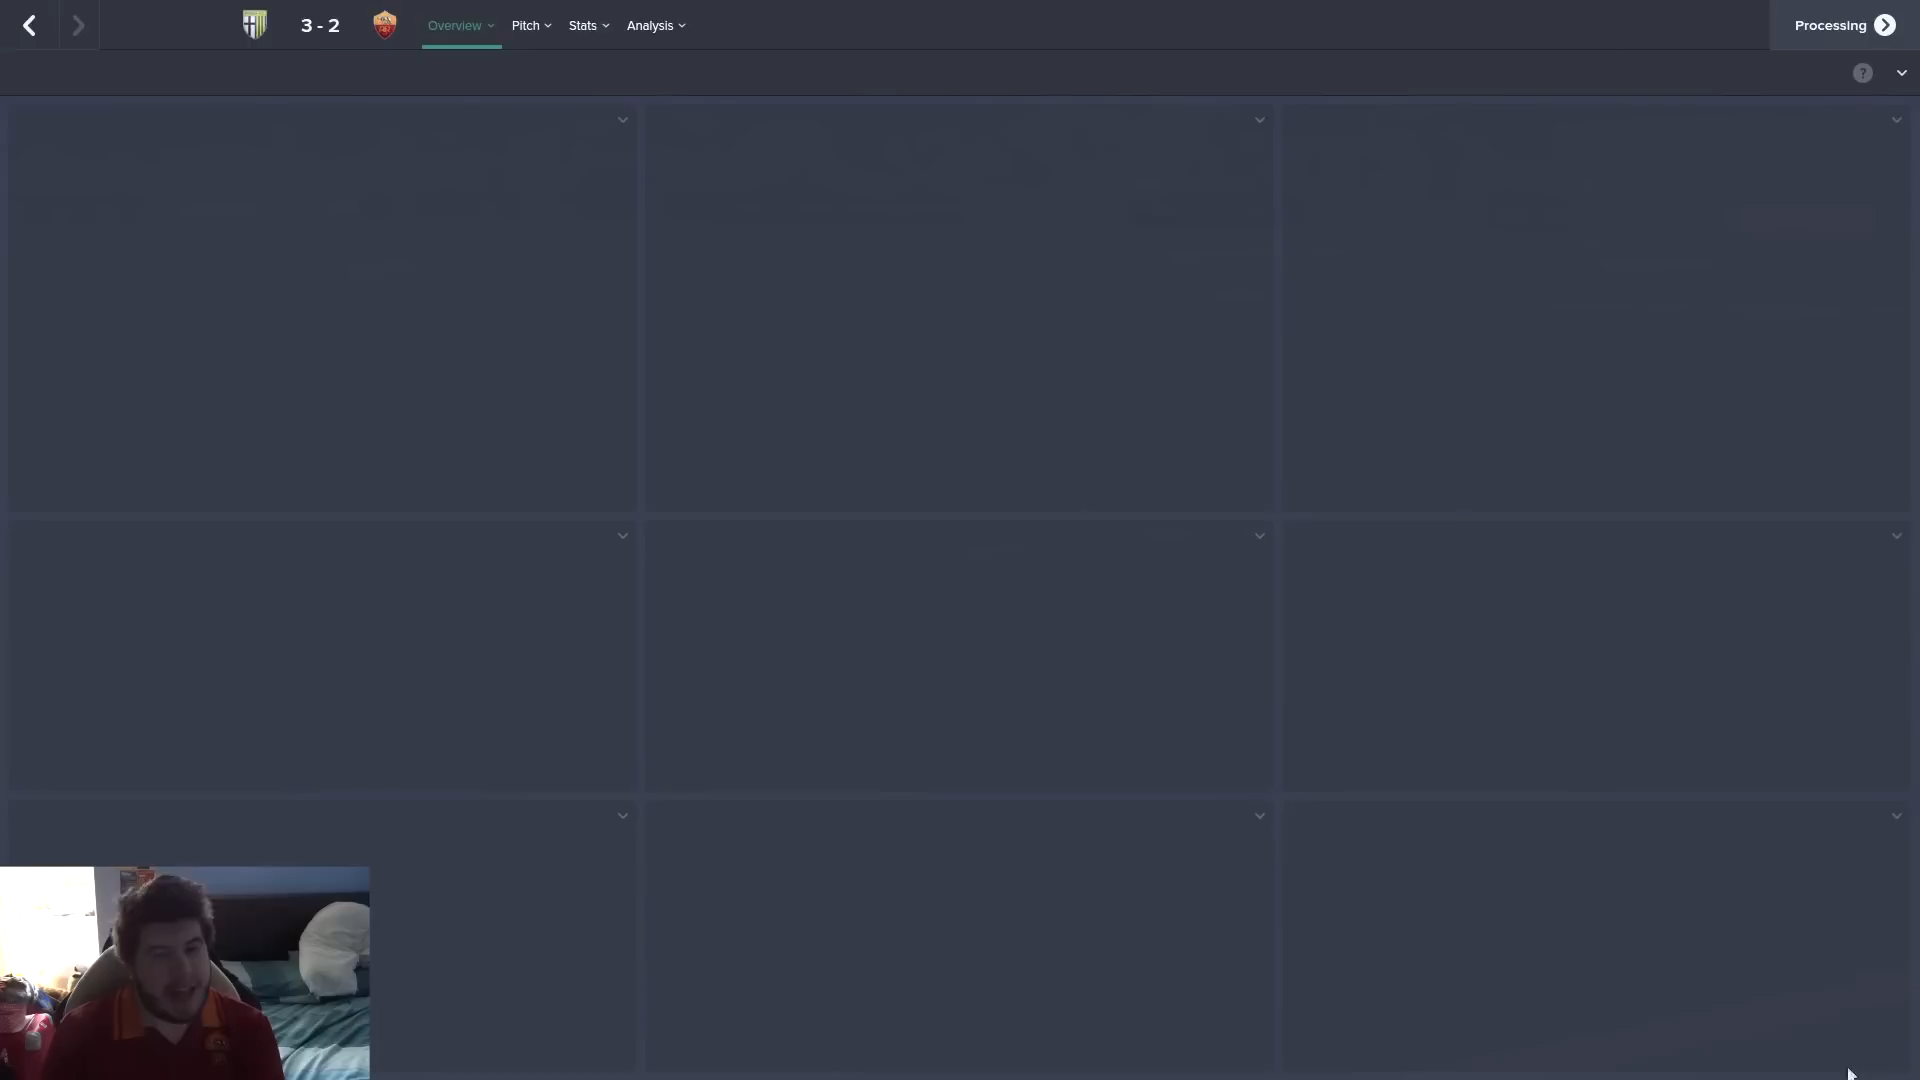 3 - 2
Overview
Pitch
Stats
Analysis
Processing
?